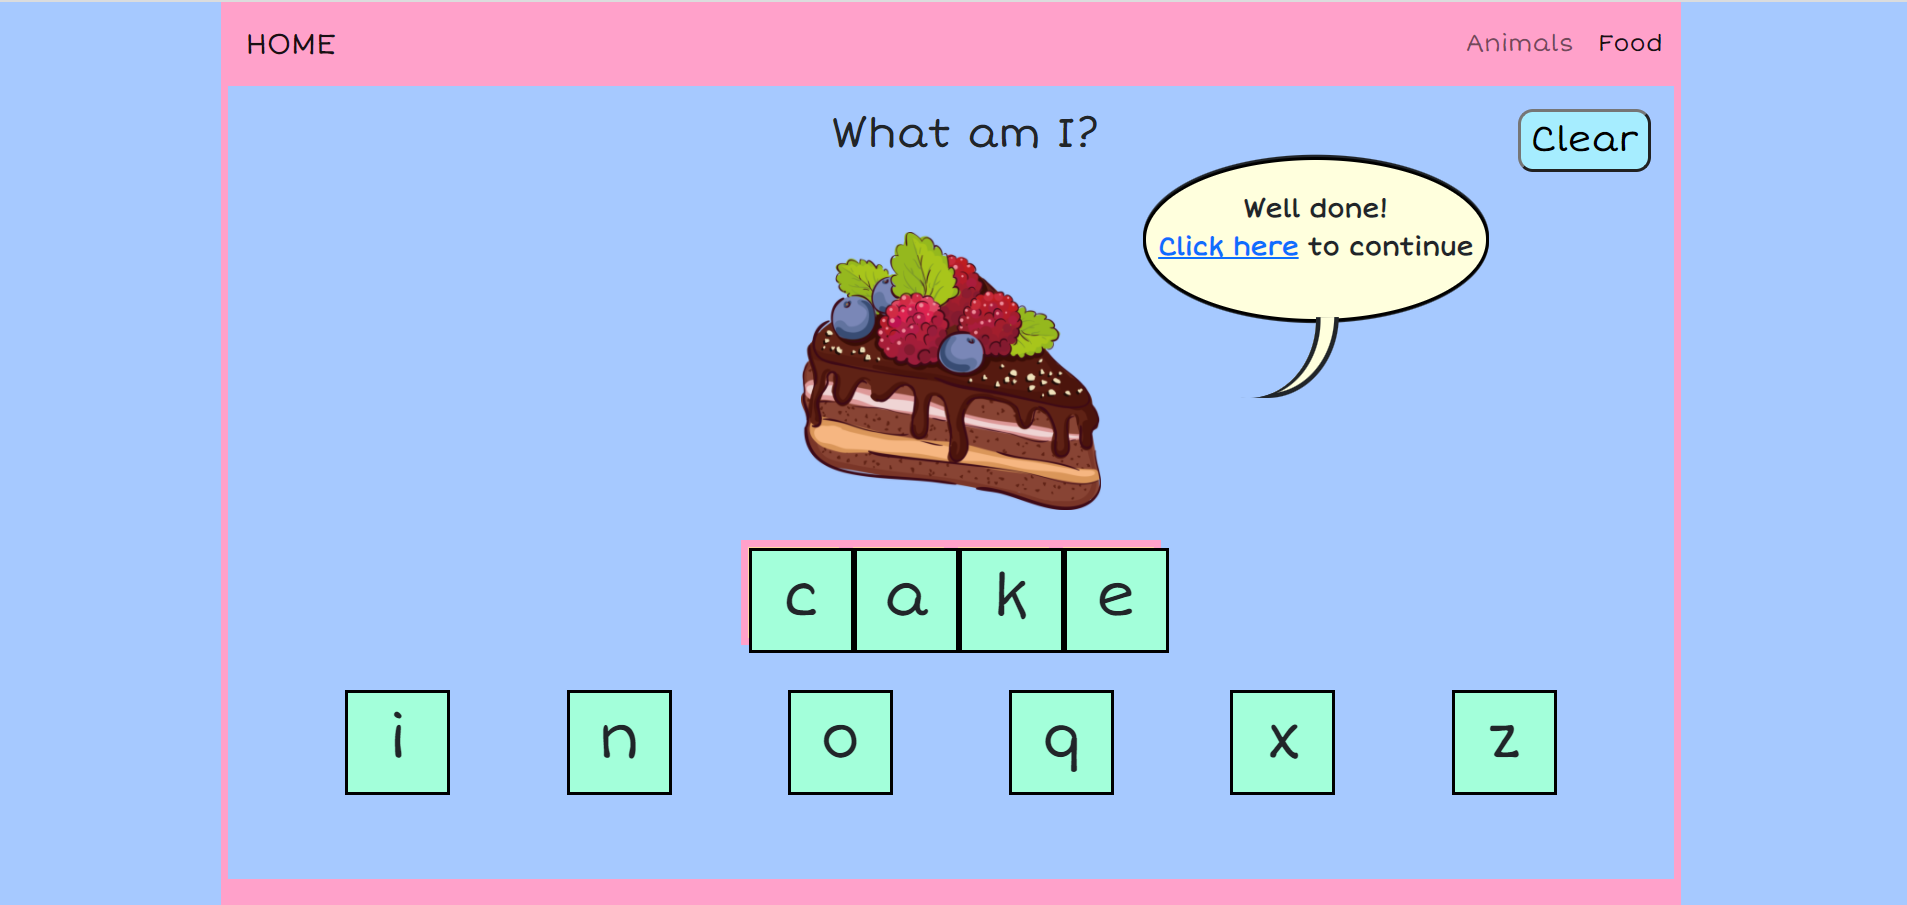 HOME Animals Food
What am I?
Clear
Well done!
Click here to continue
c a k e
i n o q x z